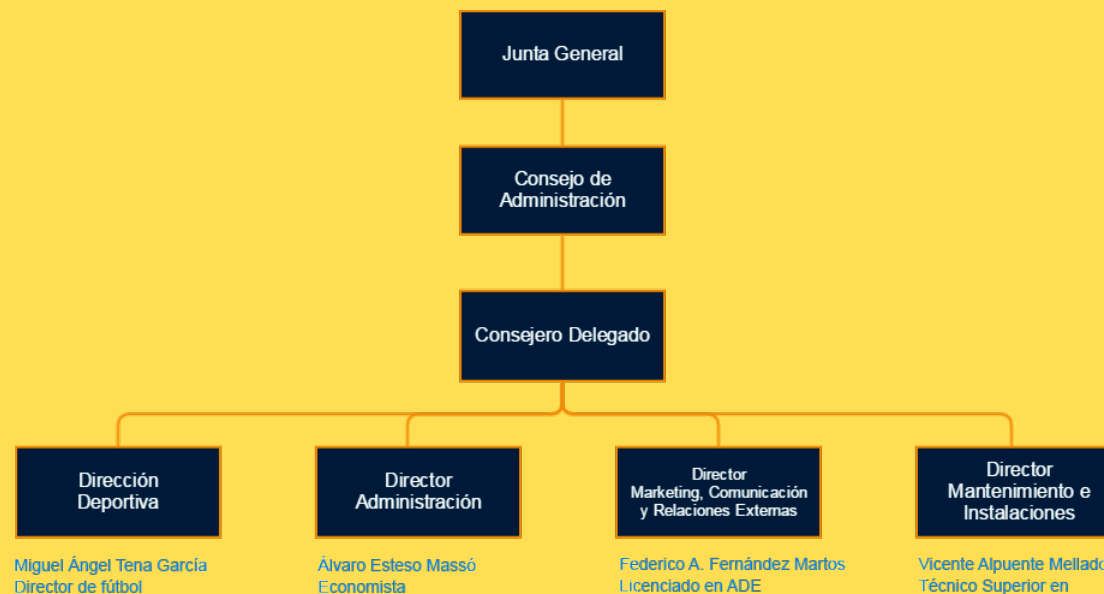 Junta General
Consejo de
Administración
Consejero Delegado
Dirección
Deportiva
Director
Administración
Director
Marketing, Comunicación
y Relaciones Externas
Director
Mantenimiento e
Instalaciones
Miguel Ángel Tena García
Director de fútbol
Álvaro Esteso Massó
Economista
Federico A. Fernández Martos
Licenciado en ADE
Vicente Alpuente Mellado
Técnico Superior en